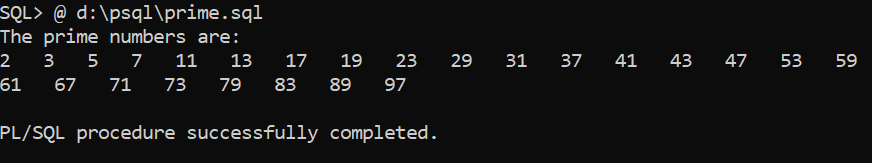 SQL> @ d:\psql\prime.sql
The prime numbers are:
2   3   5   7   11   13   17   19   23   29   31   37   41   43   47   53   59
61   67   71   73   79   83   89   97
PL/SQL procedure successfully completed.